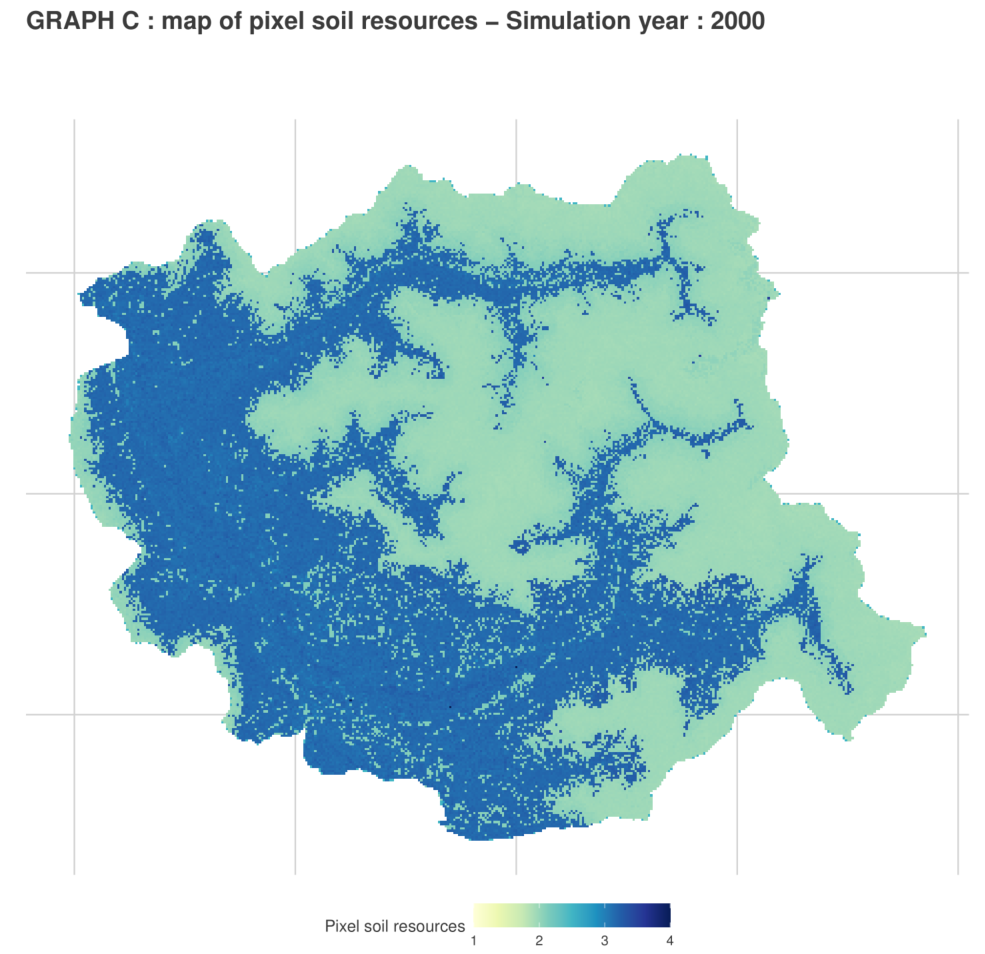 GRAPH C : map of pixel soil resources – Simulation year : 2000
Pixel soil resources
1 2 3 4